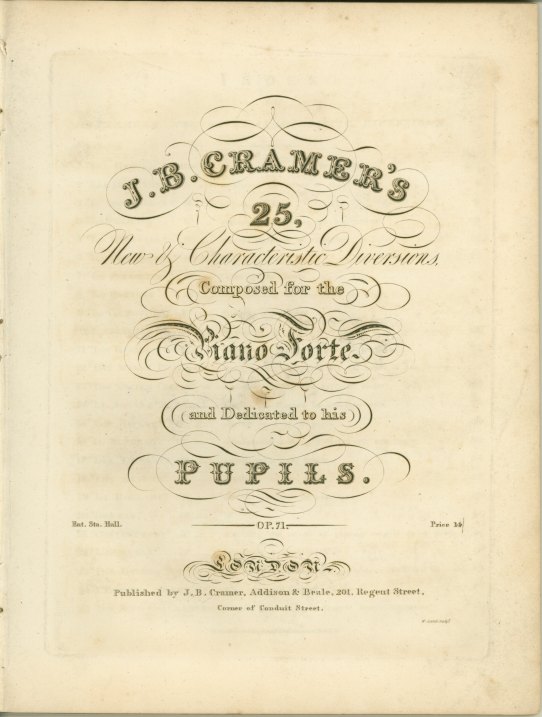 J. B. CRAMER'S
25,
New & Characteristic Diversions,
Composed for the
Piano Forte.
and Dedicated to his
PUPILS.
Ent. Sta. Hall.
OP. 71.
Price
LONDON.
Published by J. B. Cramer, Addison & Beale, 201, Regent Street,
Corner of Conduit Street.